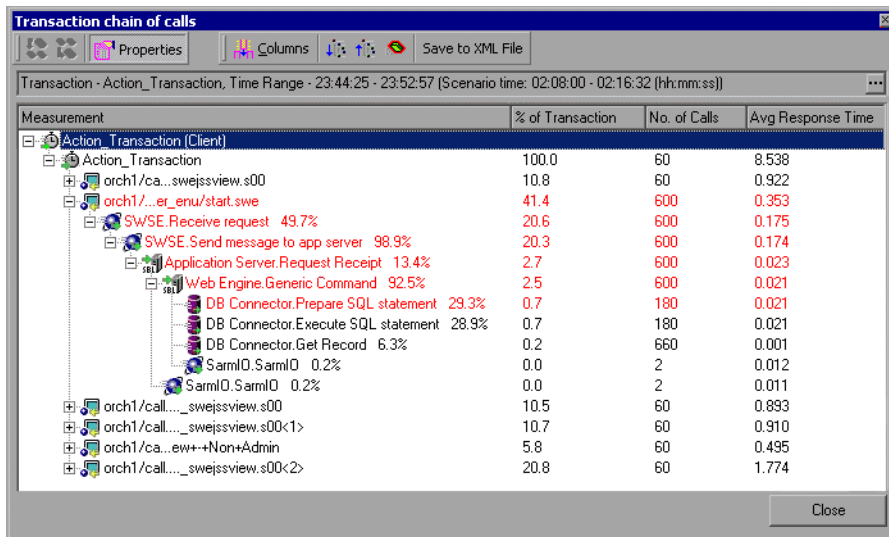 Transaction chain of calls
Properties Columns Save to XML File
Transaction - Action_Transaction, Time Range - 23:44:25 - 23:52:57 (Scenario time: 02:08:00 - 02:16:32 (hh:mm:ss)) ...
Measurement % of Transaction No. of Calls Avg Response Time
Action_Transaction (Client)
Action_Transaction 100.0 60 8.538
orch1/ca...swejssview.s00 10.8 60 0.922
orch1/...er_enu/start.swe 41.4 600 0.353
SWSE.Receive request 49.7% 20.6 600 0.175
SWSE.Send message to app server 98.9% 20.3 600 0.174
SBL Application Server.Request Receipt 13.4% 2.7 600 0.023
SBL Web Engine.Generic Command 92.5% 2.5 600 0.021
DB Connector.Prepare SQL statement 29.3% 0.7 180 0.021
DB Connector.Execute SQL statement 28.9% 0.7 180 0.021
DB Connector.Get Record 6.3% 0.2 660 0.001
SarmIO.SarmIO 0.2% 0.0 2 0.012
SarmIO.SarmIO 0.2% 0.0 2 0.011
orch1/call...._swejssview.s00 10.5 60 0.893
orch1/call...._swejssview.s00<1> 10.7 60 0.910
orch1/ca...ew+-+Non+Admin 5.8 60 0.495
orch1/call...._swejssview.s00<2> 20.8 60 1.774
Close